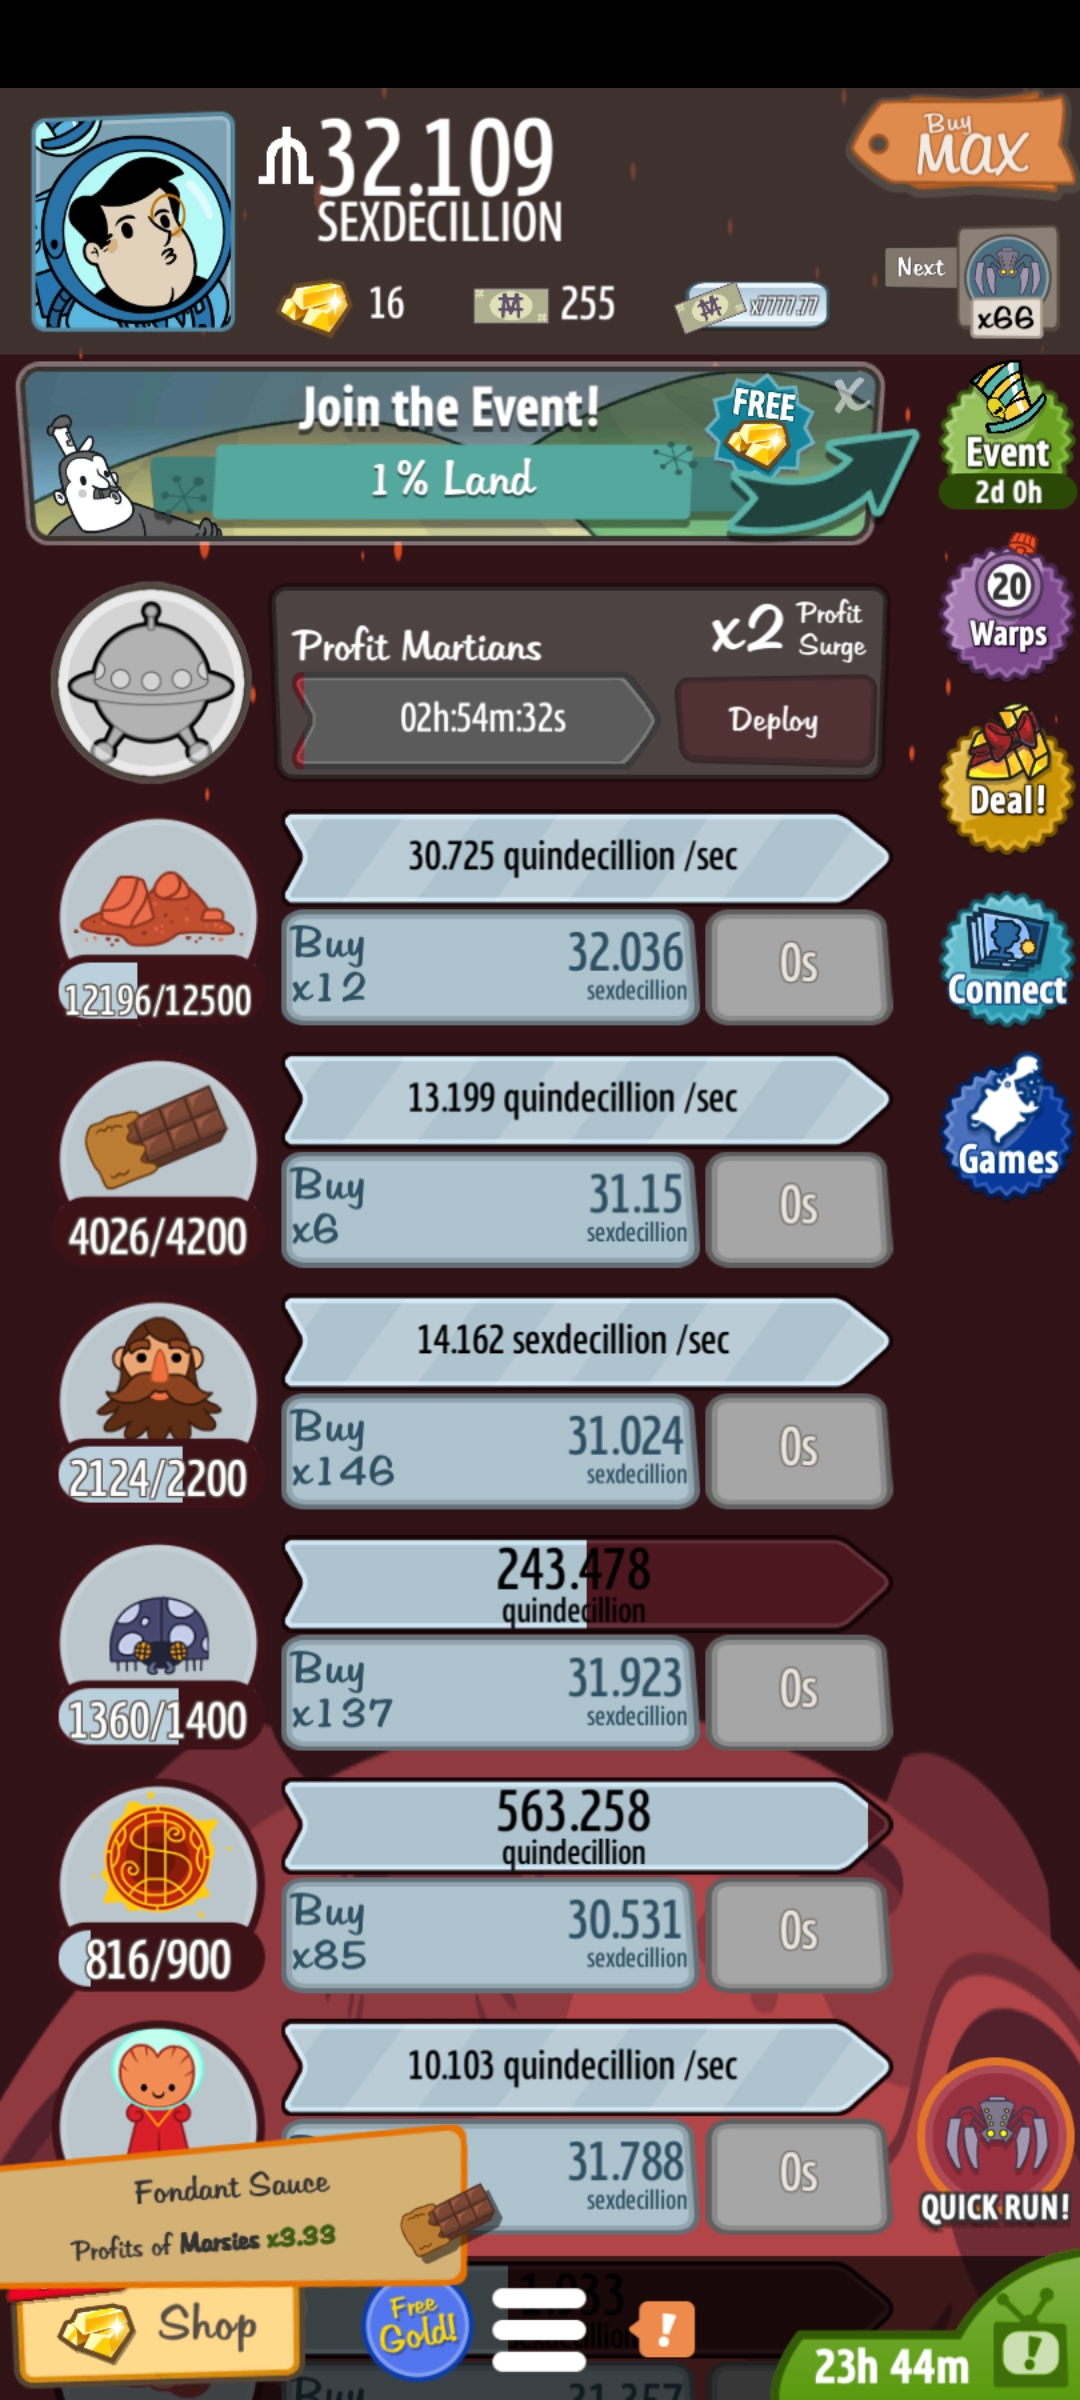 32.109
SEXDECILLION
Buy
MAX
16
255
x7777.77
Next
x66
Join the Event!
FREE
X
1% Land
Event
2d 0h
Profit Martians
x2 Profit Surge
02h:54m:32s
Deploy
20
Warps
Deal!
30.725 quindecillion /sec
Buy
x12
32.036
sexdecillion
0s
12196/12500
Connect
13.199 quindecillion /sec
Buy
x6
31.15
sexdecillion
0s
4026/4200
Games
14.162 sexdecillion /sec
Buy
x146
31.024
sexdecillion
0s
2124/2200
243.478
quindecillion
Buy
x137
31.923
sexdecillion
0s
1360/1400
563.258
quindecillion
Buy
x85
30.531
sexdecillion
0s
816/900
10.103 quindecillion /sec
31.788
sexdecillion
0s
QUICK RUN!
Fondant Sauce
Profits of Marsies x3.33
Shop
Free
Gold!
!
23h 44m
!
Buy
31.357